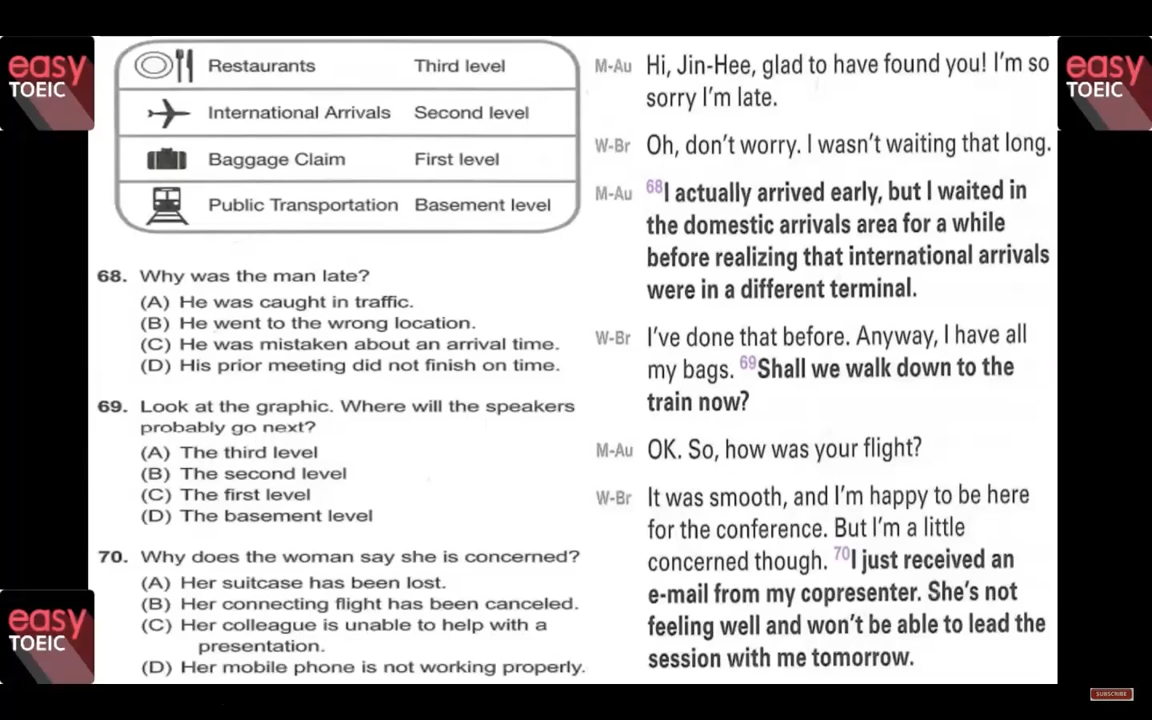 easy
TOEIC
easy
TOEIC
Restaurants Third level
International Arrivals Second level
Baggage Claim First level
Public Transportation Basement level
68. Why was the man late?
(A) He was caught in traffic.
(B) He went to the wrong location.
(C) He was mistaken about an arrival time.
(D) His prior meeting did not finish on time.
69. Look at the graphic. Where will the speakers
probably go next?
(A) The third level
(B) The second level
(C) The first level
(D) The basement level
70. Why does the woman say she is concerned?
(A) Her suitcase has been lost.
(B) Her connecting flight has been canceled.
(C) Her colleague is unable to help with a
presentation.
(D) Her mobile phone is not working properly.
M-Au Hi, Jin-Hee, glad to have found you! I'm so
sorry I'm late.
W-Br Oh, don't worry. I wasn't waiting that long.
M-Au 68I actually arrived early, but I waited in
the domestic arrivals area for a while
before realizing that international arrivals
were in a different terminal.
W-Br I've done that before. Anyway, I have all
my bags. 69Shall we walk down to the
train now?
M-Au OK. So, how was your flight?
W-Br It was smooth, and I'm happy to be here
for the conference. But I'm a little
concerned though. 70I just received an
e-mail from my copresenter. She's not
feeling well and won't be able to lead the
session with me tomorrow.
easy
TOEIC
SUBSCRIBE